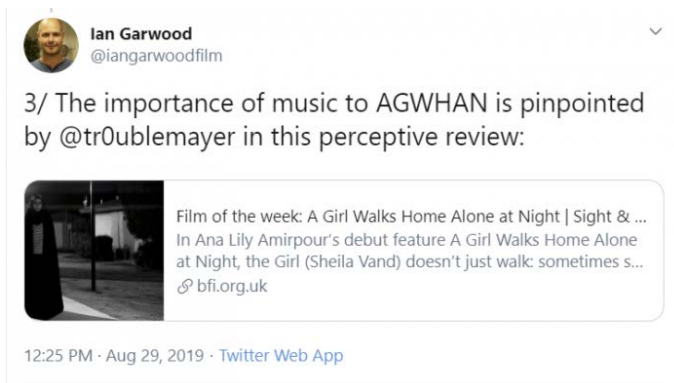 Ian Garwood
@iangarwoodfilm
3/ The importance of music to AGWHAN is pinpointed
by @tr0ublemayer in this perceptive review:
Film of the week: A Girl Walks Home Alone at Night | Sight & ...
In Ana Lily Amirpour's debut feature A Girl Walks Home Alone
at Night, the Girl (Sheila Vand) doesn't just walk: sometimes s...
bfi.org.uk
12:25 PM · Aug 29, 2019 · Twitter Web App